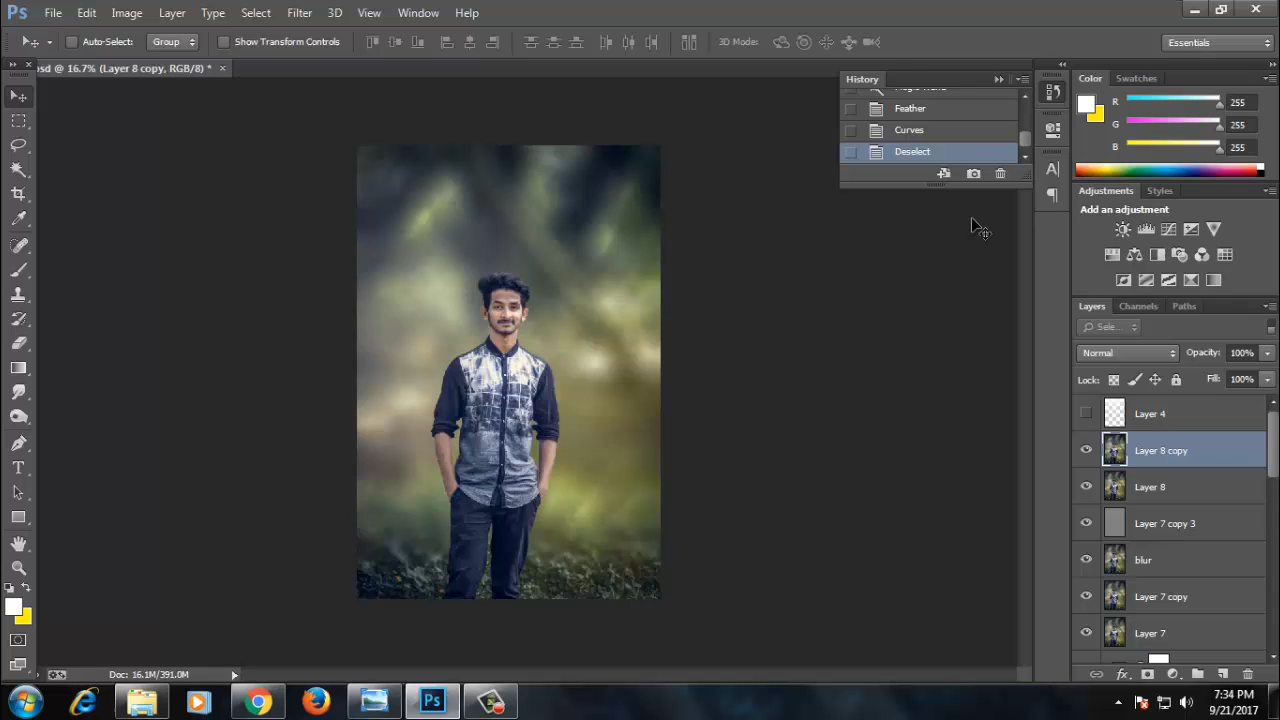 Ps File Edit Image Layer Type Select Filter 3D View Window Help
Auto-Select: Group Show Transform Controls 3D Mode: Essentials
psd @ 16.7% (Layer 8 copy, RGB/8) * ×
History
Feather
Curves
Deselect
Color Swatches
R 255
G 255
B 255
Adjustments Styles
Add an adjustment
Layers Channels Paths
Sele...
Normal Opacity: 100%
Lock: Fill: 100%
Layer 4
Layer 8 copy
Layer 8
Layer 7 copy 3
blur
Layer 7 copy
Layer 7
Doc: 16.1M/391.0M
Ps
7:34 PM
9/21/2017